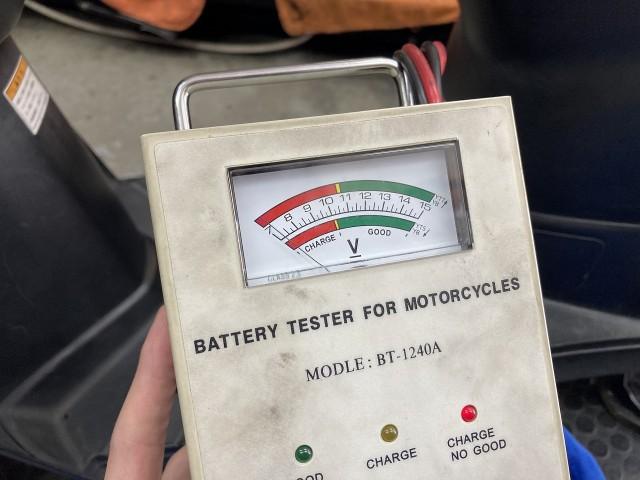 7 8 9 10 11 12 13 14 15
CHARGE GOOD
V
BATTERY TESTER FOR MOTORCYCLES
MODLE : BT-1240A
CHARGE
CHARGE
NO GOOD